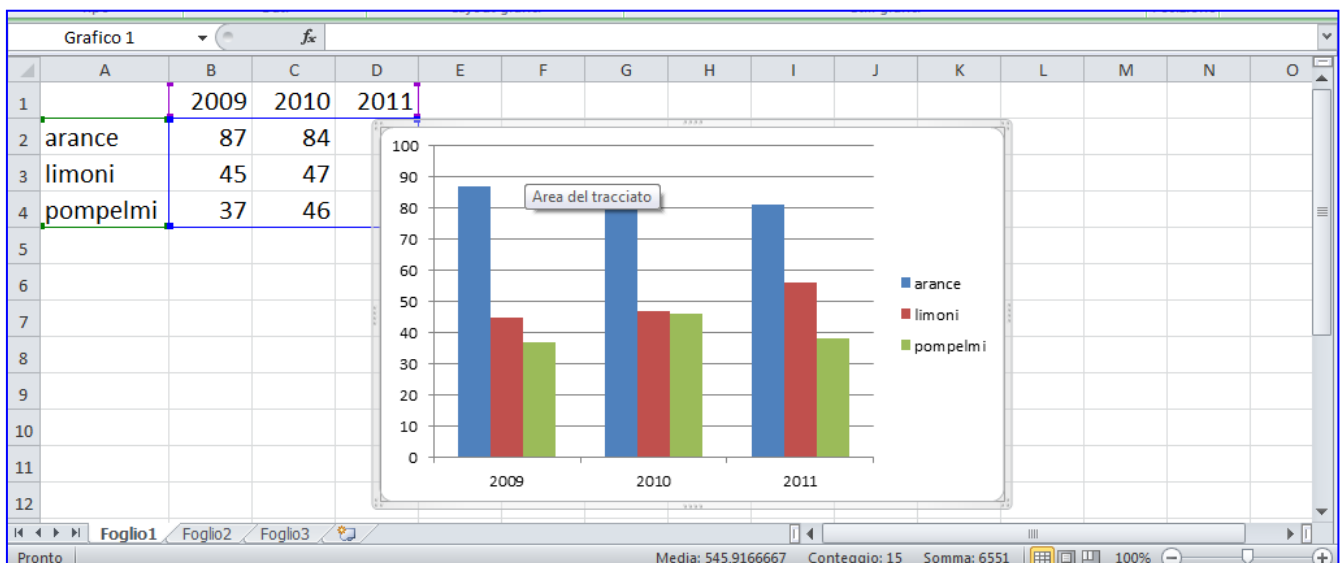 Grafico 1 fx
A B C D E F G H I J K L M N O
1 2009 2010 2011
2 arance 87 84
3 limoni 45 47
4 pompelmi 37 46
5
6
7
8
9
10
11
12
100
90
Area del tracciato
80
70
60
50
40
30
20
10
0
2009 2010 2011
arance
limoni
pompelmi
Foglio1 Foglio2 Foglio3
Pronto Media: 545,9166667 Conteggio: 15 Somma: 6551 100%